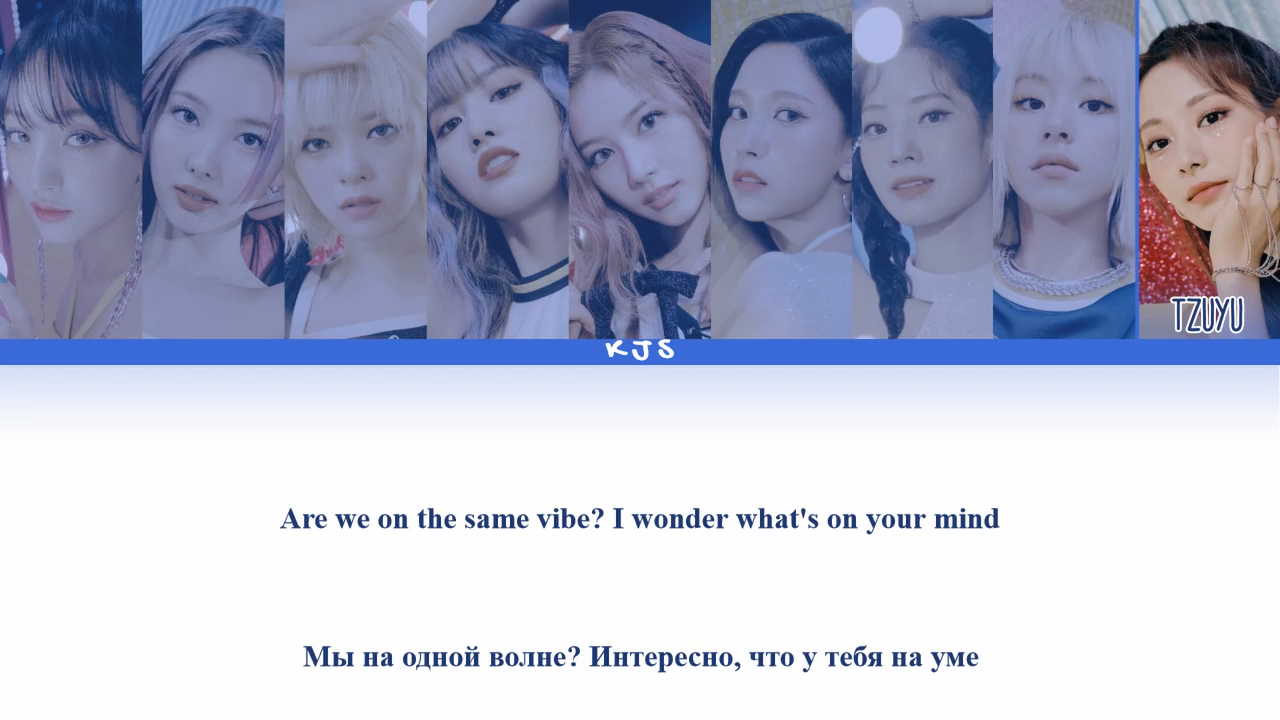 TZUYU
KJS
Are we on the same vibe? I wonder what's on your mind
Мы на одной волне? Интересно, что у тебя на уме